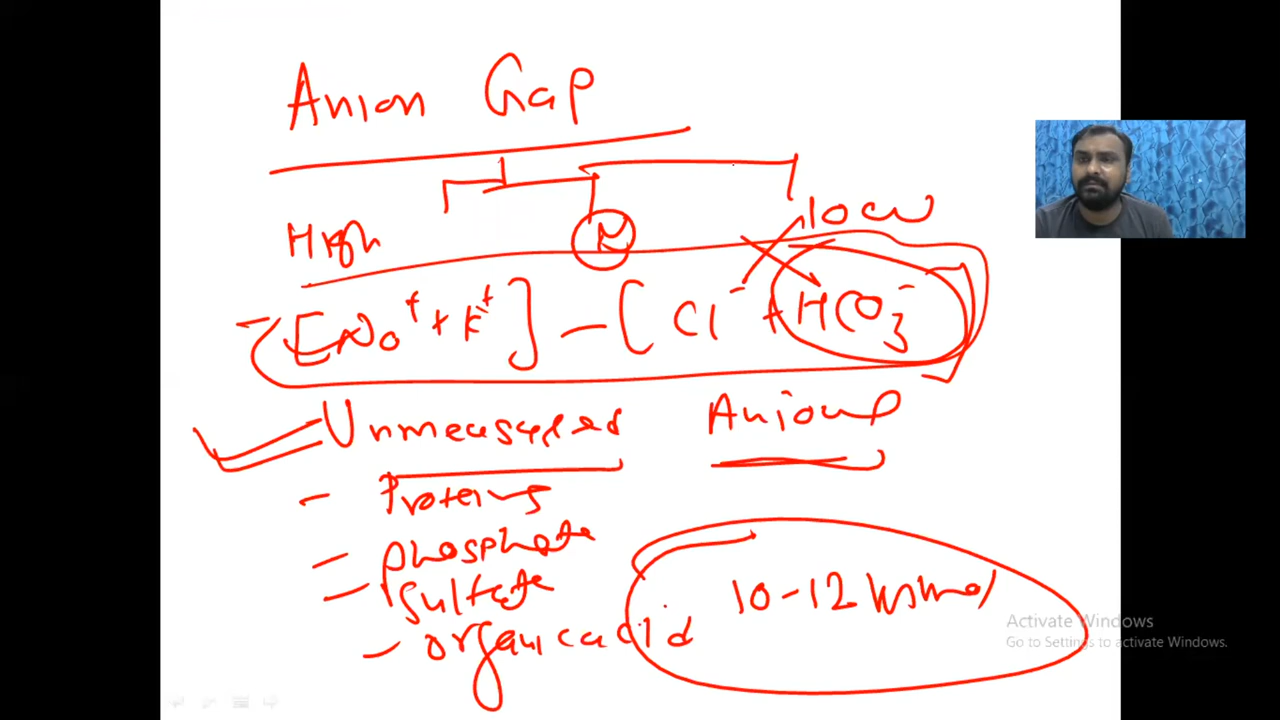 Anion Gap
High N low
[Na⁺ + K⁺] - [Cl⁻ + HCO₃⁻]
Unmeasured Anions
- Proteins
- phosphate
- sulfate
- organic acid
10-12
Activate Windows
Go to Settings to activate Windows.